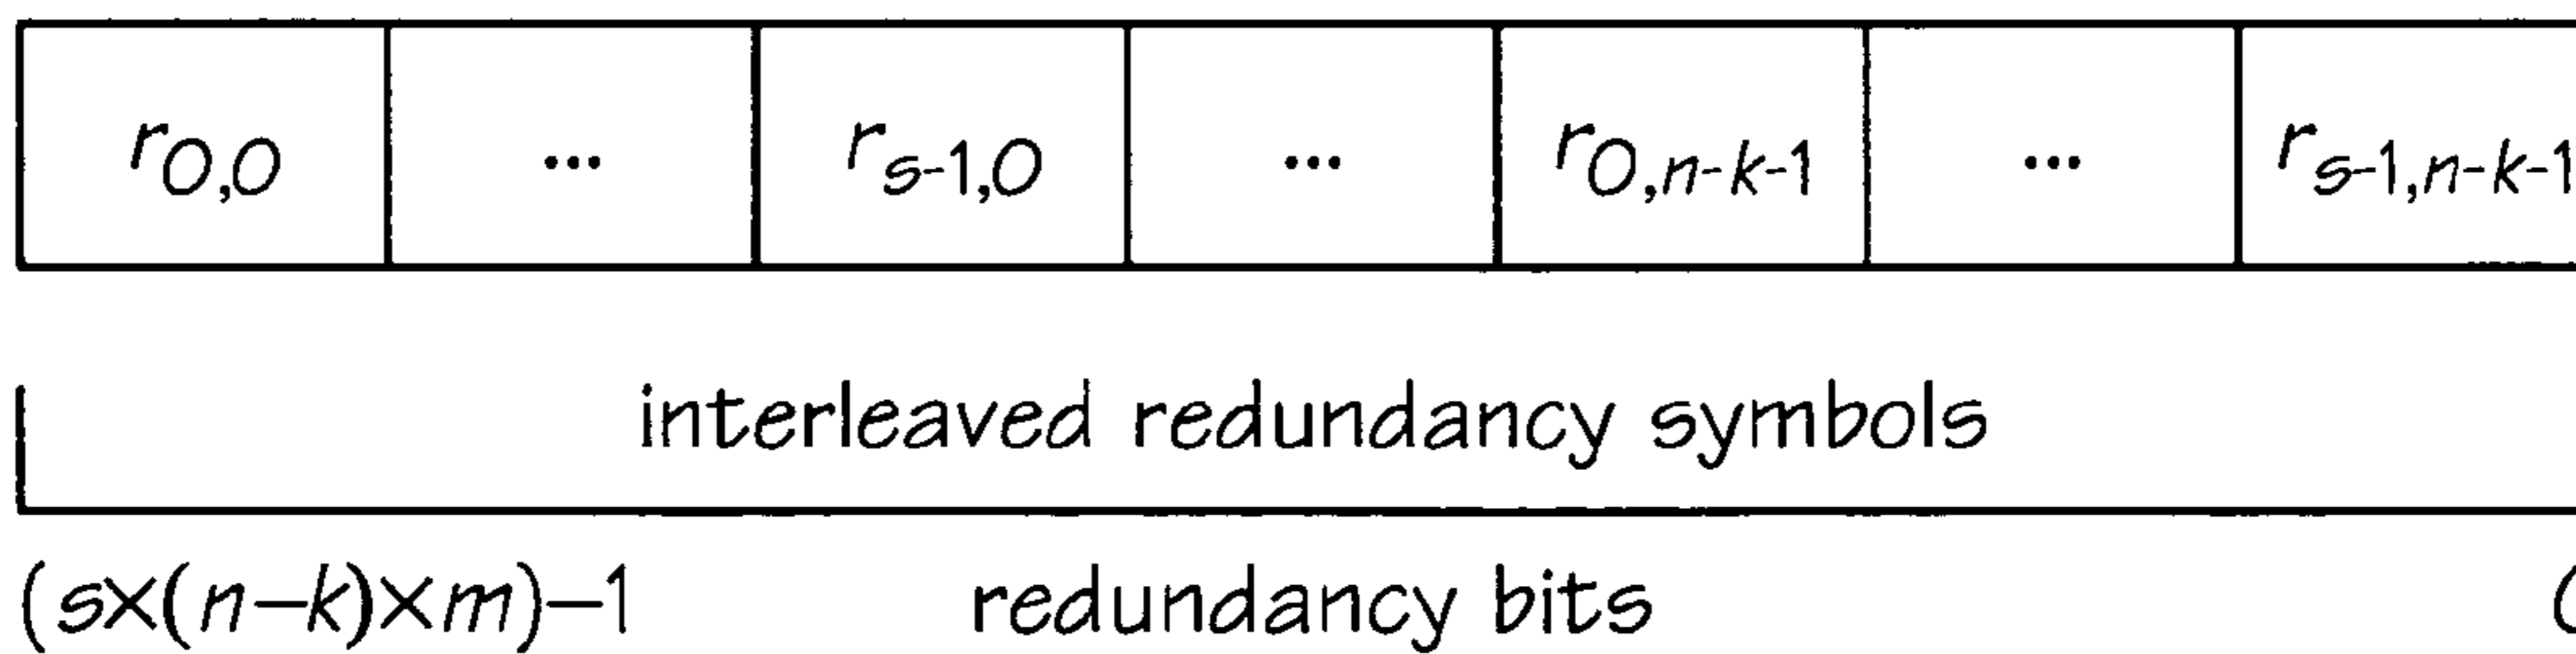 r0,0 ... rs-1,0 ... r0,n-k-1 ... rs-1,n-k-1
interleaved redundancy symbols
(s×(n–k)×m)–1 redundancy bits